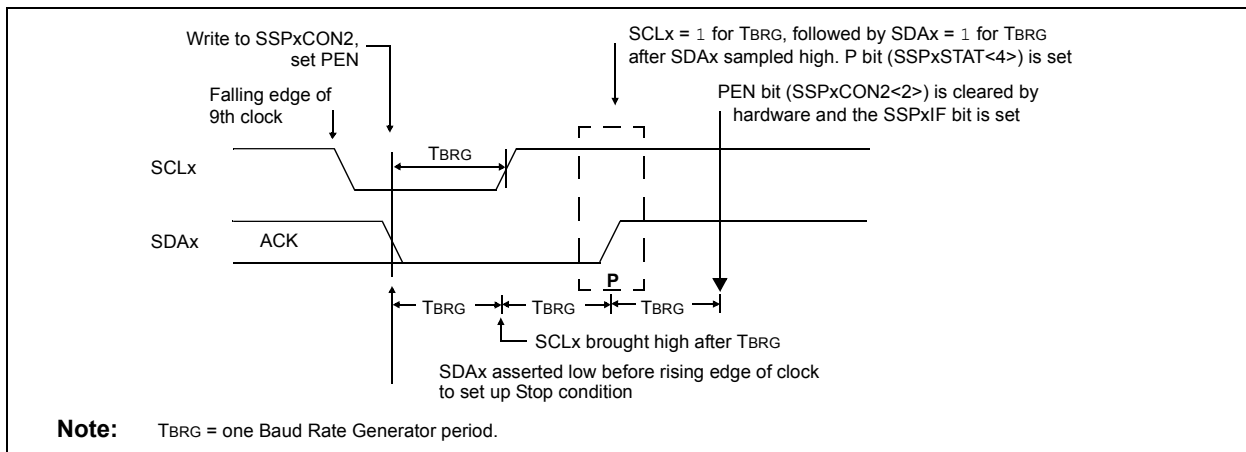 Write to SSPxCON2,
set PEN
SCLx = 1 for TBRG, followed by SDAx = 1 for TBRG
after SDAx sampled high. P bit (SSPxSTAT<4>) is set
Falling edge of
9th clock
PEN bit (SSPxCON2<2>) is cleared by
hardware and the SSPxIF bit is set
TBRG
SCLx
SDAx
ACK
P
TBRG
TBRG
TBRG
SCLx brought high after TBRG
SDAx asserted low before rising edge of clock
to set up Stop condition
Note: TBRG = one Baud Rate Generator period.